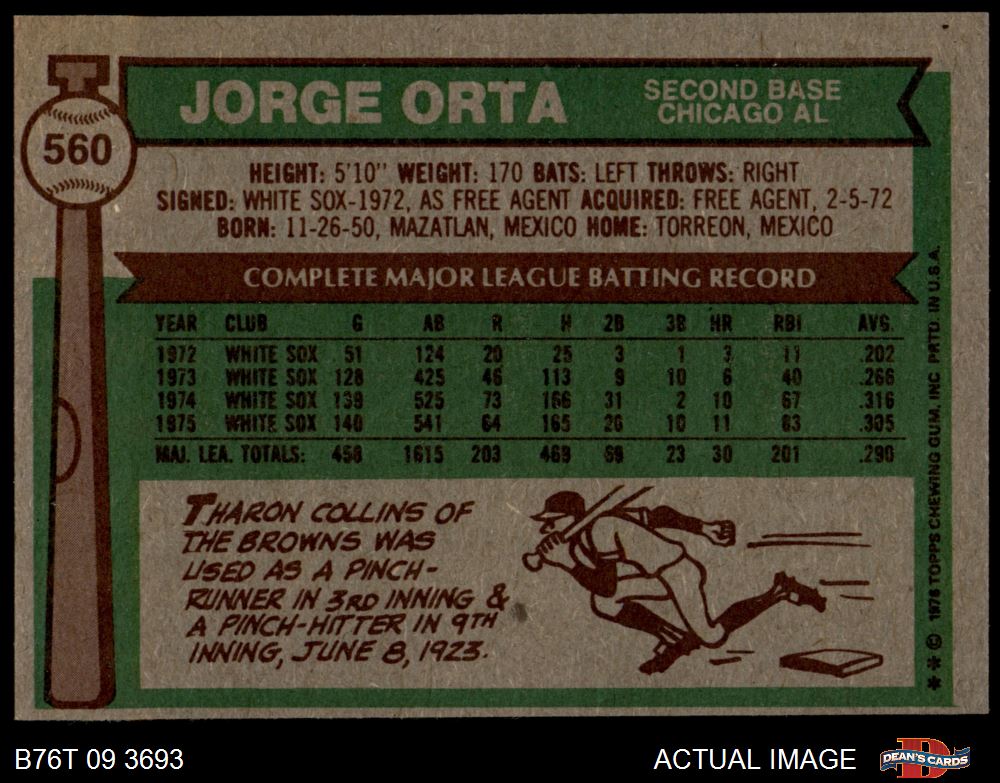 T
560
JORGE ORTA
SECOND BASE
CHICAGO AL
HEIGHT: 5'10" WEIGHT: 170 BATS: LEFT THROWS: RIGHT
SIGNED: WHITE SOX-1972, AS FREE AGENT ACQUIRED: FREE AGENT, 2-5-72
BORN: 11-26-50, MAZATLAN, MEXICO HOME: TORREON, MEXICO
COMPLETE MAJOR LEAGUE BATTING RECORD
YEAR CLUB G AB R H 2B 3B HR RBI AVG.
1972 WHITE SOX 51 124 20 25 3 1 3 11 .202
1973 WHITE SOX 128 425 46 113 9 10 6 40 .266
1974 WHITE SOX 139 525 73 166 31 2 10 67 .316
1975 WHITE SOX 140 541 64 165 26 10 11 83 .305
MAJ. LEA. TOTALS: 458 1615 203 469 69 23 30 201 .290
THARON COLLINS OF
THE BROWNS WAS
USED AS A PINCH-
RUNNER IN 3RD INNING &
A PINCH-HITTER IN 9TH
INNING, JUNE 8, 1923.
* * © 1976 TOPPS CHEWING GUM, INC PRTD. IN U.S.A.
B76T 09 3693
ACTUAL IMAGE
D
DEAN'S CARDS